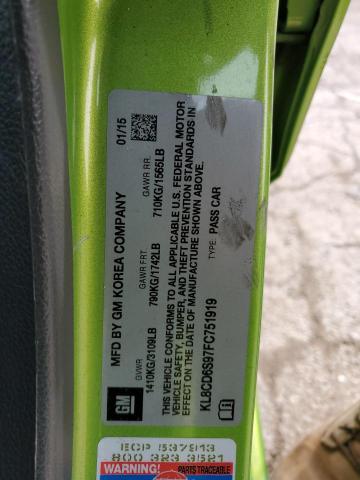 MFD BY GM KOREA COMPANY 01/15
GVWR GAWR FRT GAWR RR.
1410KG/3109LB 790KG/1742LB 710KG/1565LB
THIS VEHICLE CONFORMS TO ALL APPLICABLE U.S. FEDERAL MOTOR
VEHICLE SAFETY, BUMPER, AND THEFT PREVENTION STANDARDS IN
EFFECT ON THE DATE OF MANUFACTURE SHOWN ABOVE.
KL8CD6S97FC751919 TYPE: PASS CAR
GM
ECP 537913
800 323 3581
WARNING! PARTS TRACEABLE